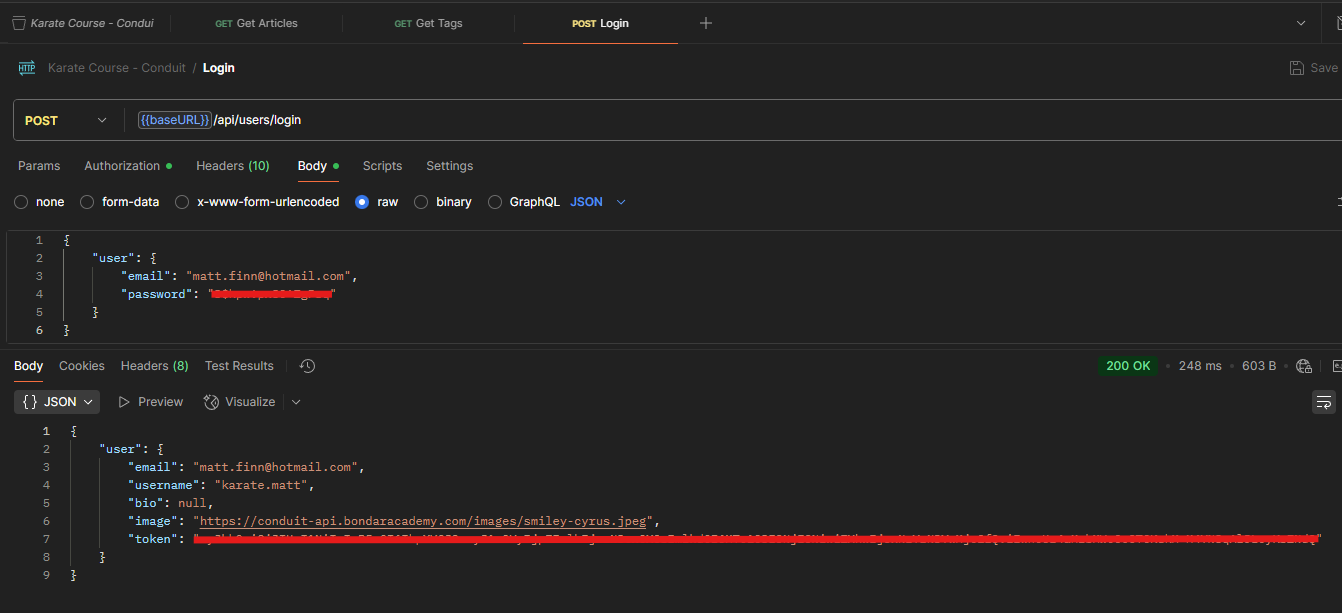 Karate Course - Condui GET Get Articles GET Get Tags POST Login
HTTP Karate Course - Conduit / Login Save
POST {{baseURL}}/api/users/login
Params Authorization Headers (10) Body Scripts Settings
none form-data x-www-form-urlencoded raw binary GraphQL JSON
1 {
2 "user": {
3 "email": "matt.finn@hotmail.com",
4 "password": "
5 }
6 }
Body Cookies Headers (8) Test Results 200 OK • 248 ms • 603 B •
{} JSON Preview Visualize
1 {
2 "user": {
3 "email": "matt.finn@hotmail.com",
4 "username": "karate.matt",
5 "bio": null,
6 "image": "https://conduit-api.bondaracademy.com/images/smiley-cyrus.jpeg",
7 "token": "
8 }
9 }